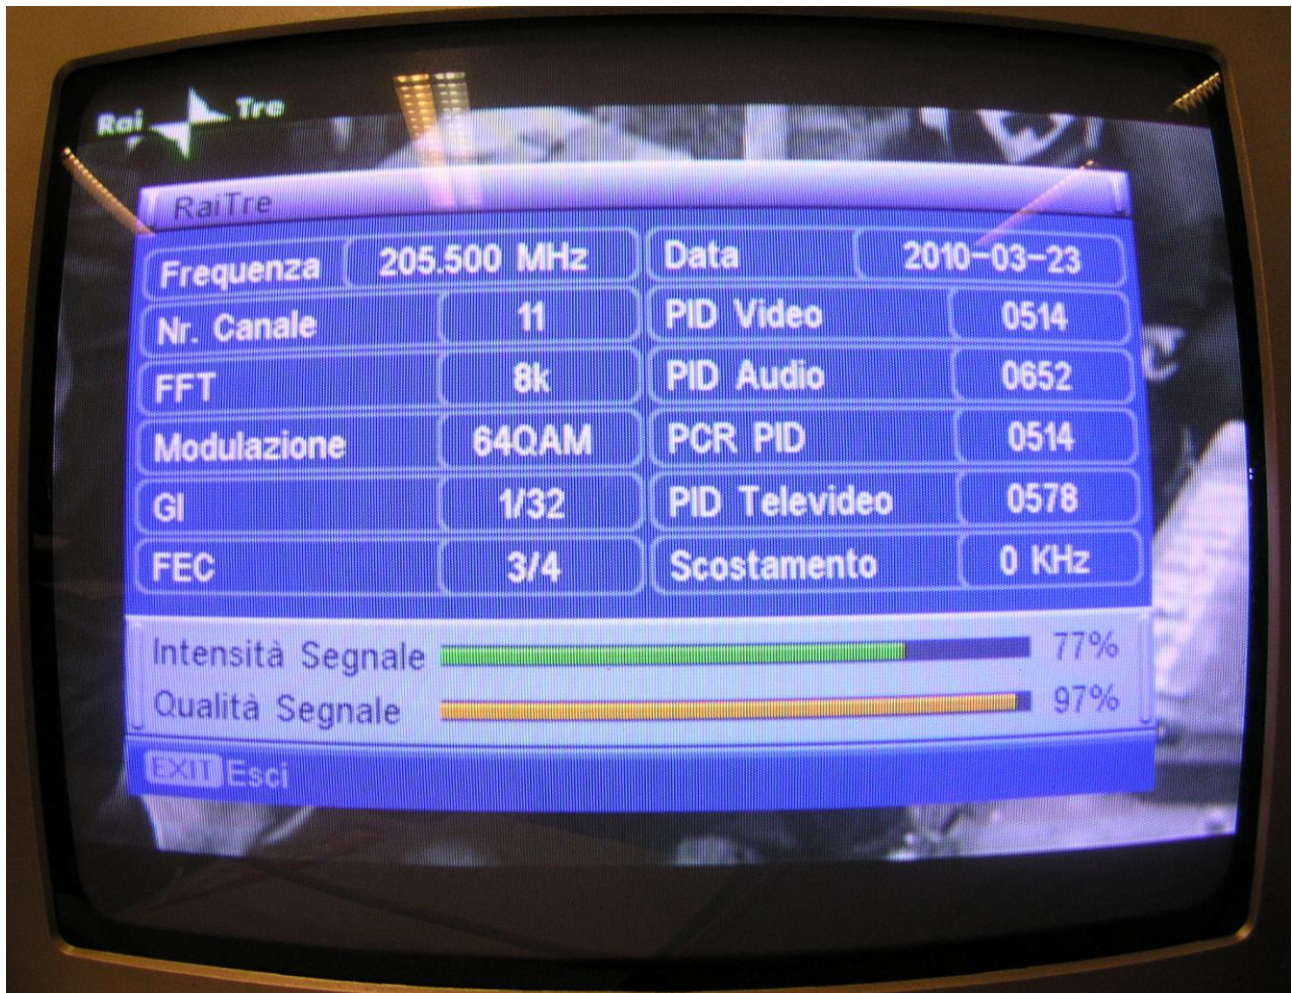 Rai Tre
RaiTre
Frequenza 205.500 MHz Data 2010-03-23
Nr. Canale 11 PID Video 0514
FFT 8k PID Audio 0652
Modulazione 64QAM PCR PID 0514
GI 1/32 PID Televideo 0578
FEC 3/4 Scostamento 0 KHz
Intensità Segnale 77%
Qualità Segnale 97%
EXIT Esci